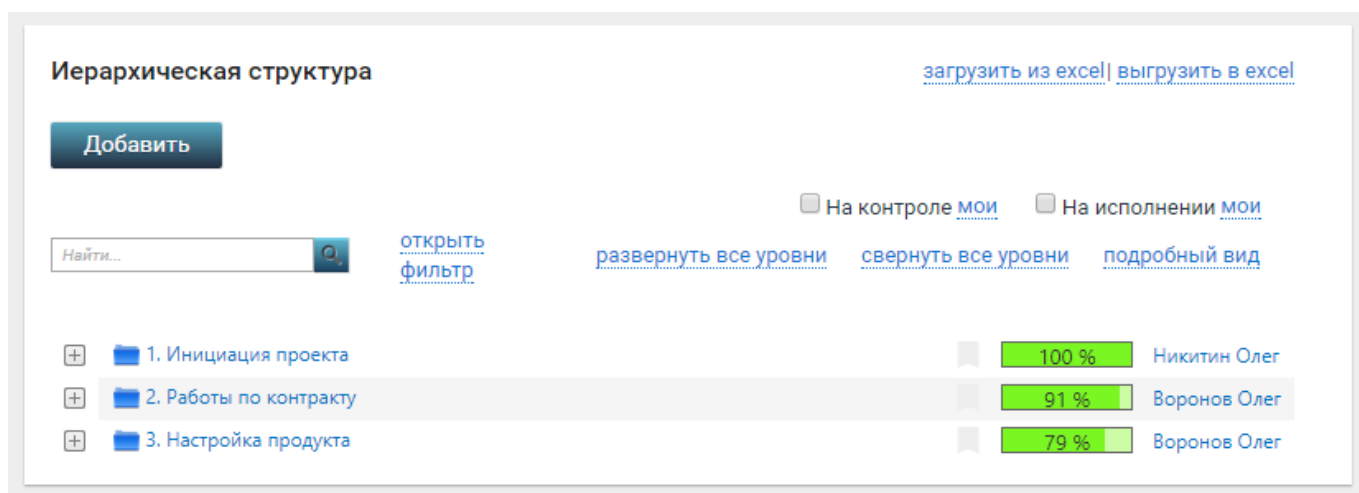 Иерархическая структура
загрузить из excel| выгрузить в excel
Добавить
На контроле мои На исполнении мои
Найти...
открыть
фильтр
развернуть все уровни свернуть все уровни подробный вид
1. Инициация проекта 100 % Никитин Олег
2. Работы по контракту 91 % Воронов Олег
3. Настройка продукта 79 % Воронов Олег